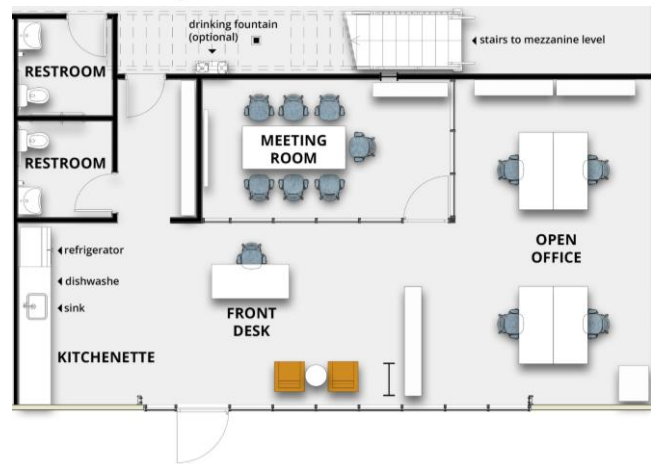 drinking fountain
(optional)
stairs to mezzanine level
RESTROOM
MEETING
ROOM
RESTROOM
OPEN
OFFICE
refrigerator
dishwashe
sink
FRONT
DESK
KITCHENETTE